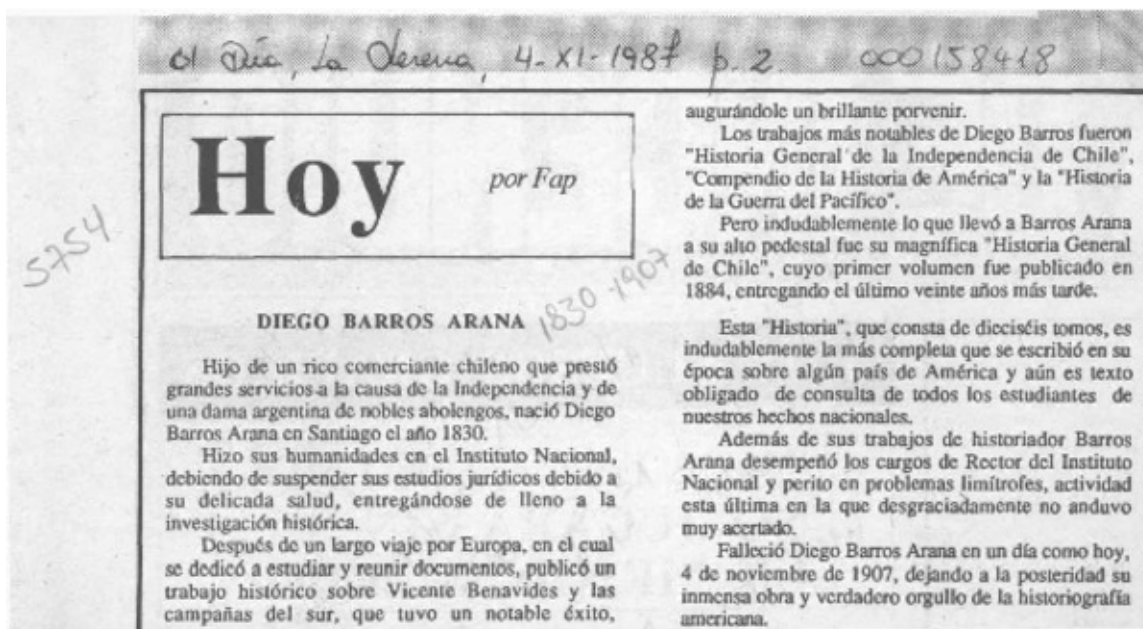 El Día, La Serena, 4-XI-1987 p. 2. 000158418
5754
Hoy
por Fap
1830-1907
DIEGO BARROS ARANA
Hijo de un rico comerciante chileno que prestó
grandes servicios a la causa de la Independencia y de
una dama argentina de nobles abolengos, nació Diego
Barros Arana en Santiago el año 1830.
Hizo sus humanidades en el Instituto Nacional,
debiendo de suspender sus estudios jurídicos debido a
su delicada salud, entregándose de lleno a la
investigación histórica.
Después de un largo viaje por Europa, en el cual
se dedicó a estudiar y reunir documentos, publicó un
trabajo histórico sobre Vicente Benavides y las
campañas del sur, que tuvo un notable éxito,
augurándole un brillante porvenir.
Los trabajos más notables de Diego Barros fueron
"Historia General de la Independencia de Chile",
"Compendio de la Historia de América" y la "Historia
de la Guerra del Pacífico".
Pero indudablemente lo que llevó a Barros Arana
a su alto pedestal fue su magnífica "Historia General
de Chile", cuyo primer volumen fue publicado en
1884, entregando el último veinte años más tarde.
Esta "Historia", que consta de dieciséis tomos, es
indudablemente la más completa que se escribió en su
época sobre algún país de América y aún es texto
obligado de consulta de todos los estudiantes de
nuestros hechos nacionales.
Además de sus trabajos de historiador Barros
Arana desempeñó los cargos de Rector del Instituto
Nacional y perito en problemas limítrofes, actividad
esta última en la que desgraciadamente no anduvo
muy acertado.
Falleció Diego Barros Arana en un día como hoy,
4 de noviembre de 1907, dejando a la posteridad su
inmensa obra y verdadero orgullo de la historiografía
americana.